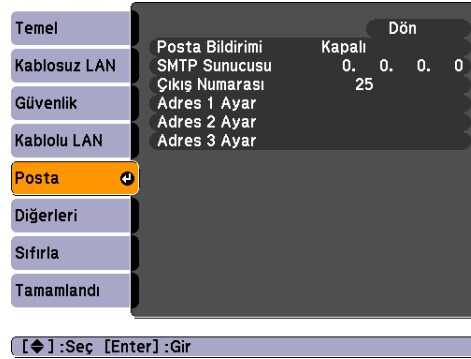 Temel
Kablosuz LAN
Güvenlik
Kablolu LAN
Posta
Diğerleri
Sıfırla
Tamamlandı
Dön
Posta Bildirimi Kapalı
SMTP Sunucusu 0. 0. 0. 0
Çıkış Numarası 25
Adres 1 Ayar
Adres 2 Ayar
Adres 3 Ayar
[◆] :Seç [Enter] :Gir